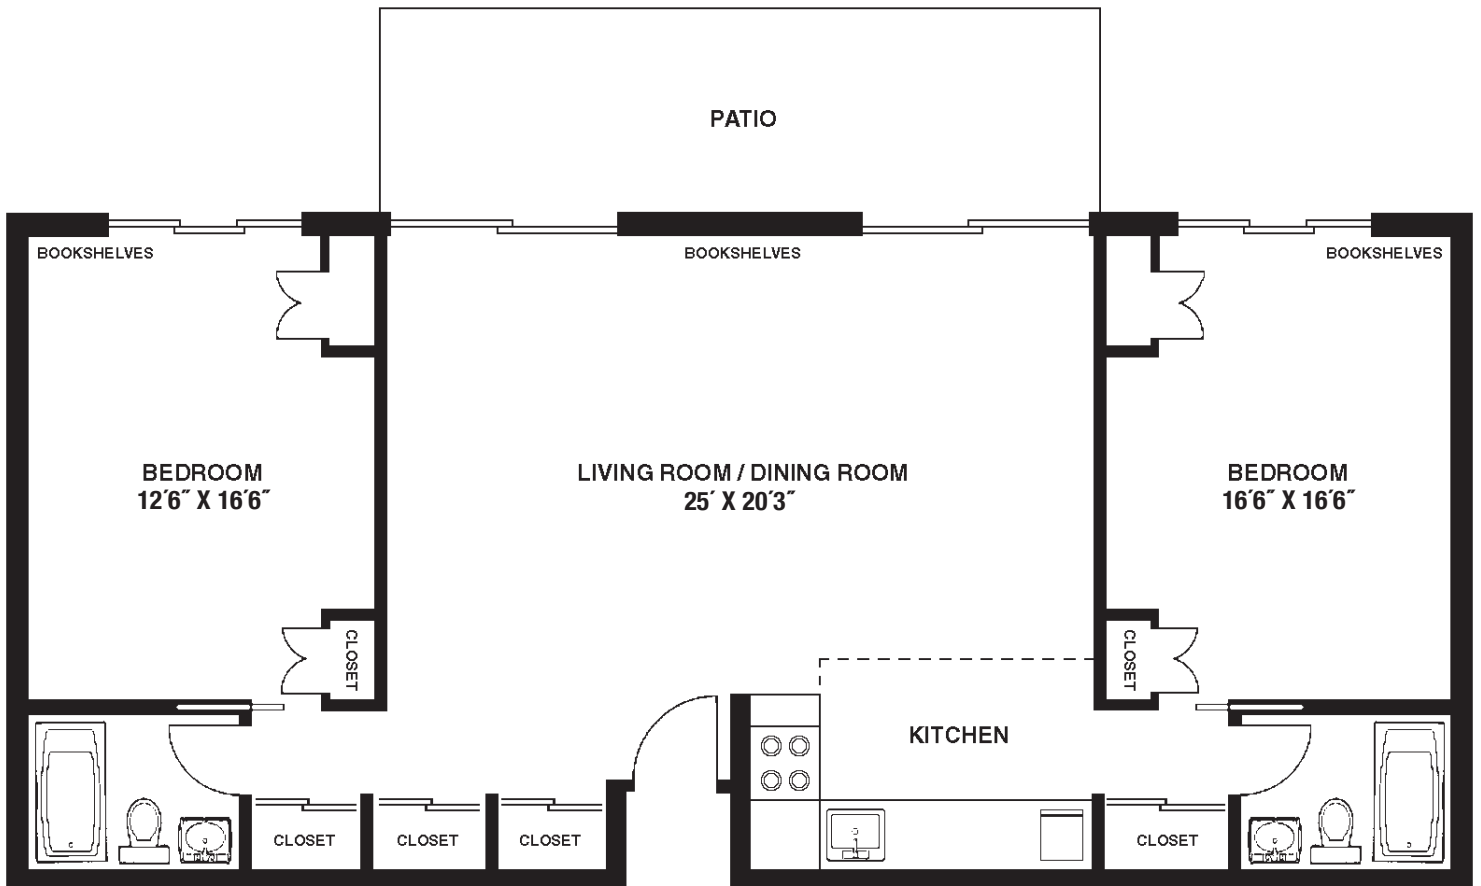 PATIO
BOOKSHELVES
BOOKSHELVES
BOOKSHELVES
BEDROOM
12´6˝ X 16´6˝
LIVING ROOM / DINING ROOM
25´ X 20´3˝
BEDROOM
16´6˝ X 16´6˝
CLOSET
CLOSET
KITCHEN
CLOSET
CLOSET
CLOSET
CLOSET